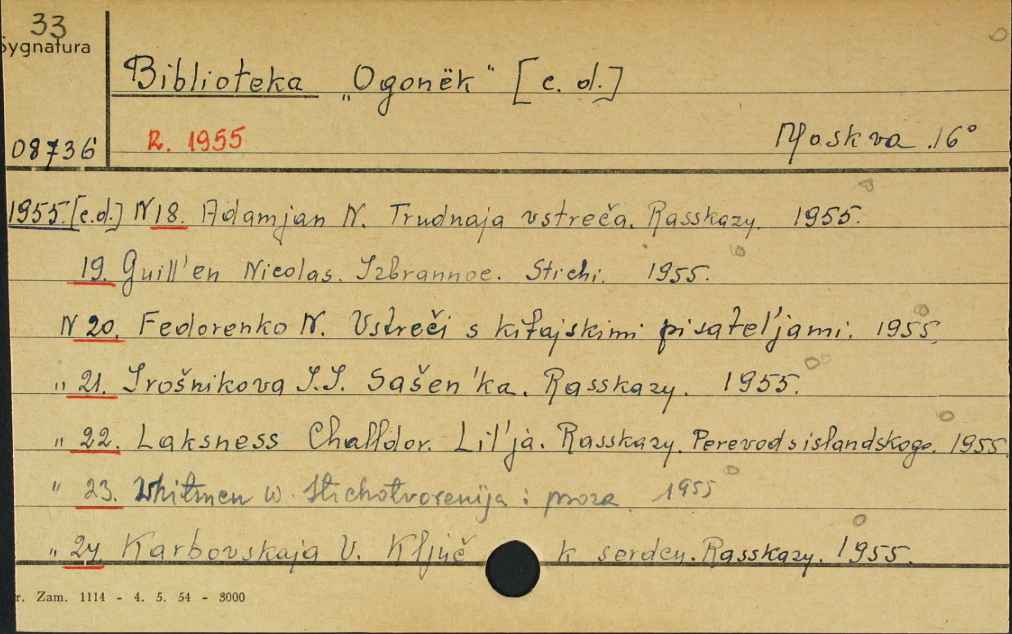 33
Sygnatura
08736
Biblioteka „Ogonëk" [c. d.]
R. 1955 Moskva .16°
1955.[c.d.] N 18. Adamjan N. Trudnaja vstreča. Rasskazy. 1955.
19. Guill'en Nicolas. Izbrannoe. Stichi. 1955.
N 20. Fedorenko N. Vstreči s kitajskimi pisatel'jami. 1955.
" 21. Irošnikova I.I. Sašen'ka. Rasskazy. 1955.
" 22. Laksness Challdor. Lil'ja. Rasskazy. Perevod s islandskogo. 1955.
" 23. Whitmen W. Stichotvorenija i proza. 1955
" 24. Karbovskaja V. Ključ k serdcu. Rasskazy. 1955.
r. Zam. 1114 - 4. 5. 54 - 3000